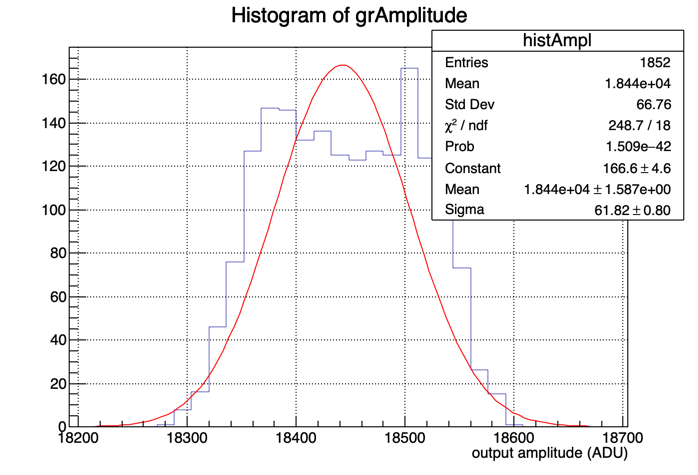 Histogram of grAmplitude
histAmpl
Entries 1852
Mean 1.844e+04
Std Dev 66.76
χ² / ndf 248.7 / 18
Prob 1.509e−42
Constant 166.6 ± 4.6
Mean 1.844e+04 ± 1.587e+00
Sigma 61.82 ± 0.80
160
140
120
100
80
60
40
20
0
18200 18300 18400 18500 18600 18700
output amplitude (ADU)